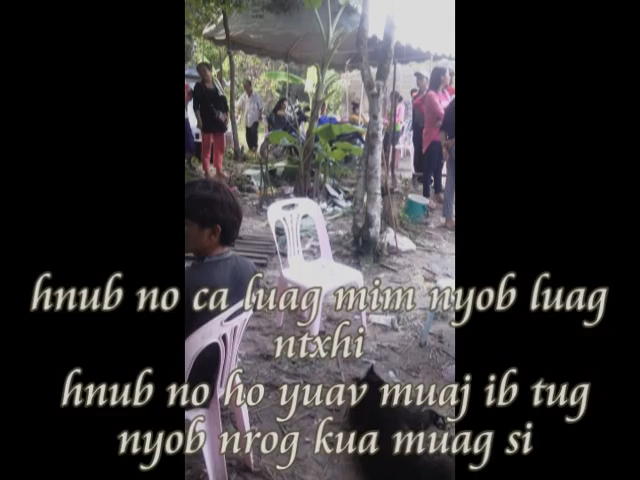 hnub no ca luag mim nyob luag
ntxhi
hnub no ho yuav muaj ib tug
nyob nrog kua muag si